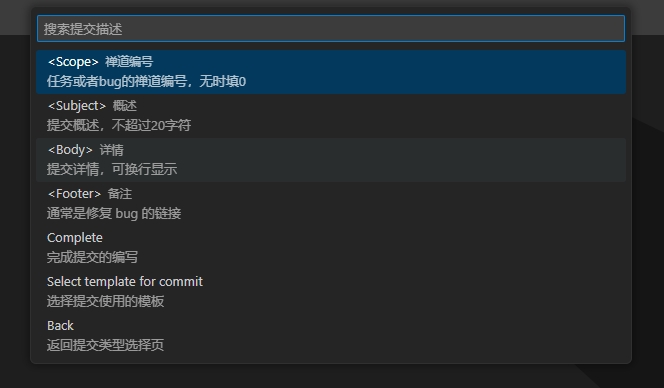 搜索提交描述
<Scope> 禅道编号
任务或者bug的禅道编号，无时填0
<Subject> 概述
提交概述，不超过20字符
<Body> 详情
提交详情，可换行显示
<Footer> 备注
通常是修复 bug 的链接
Complete
完成提交的编写
Select template for commit
选择提交使用的模板
Back
返回提交类型选择页